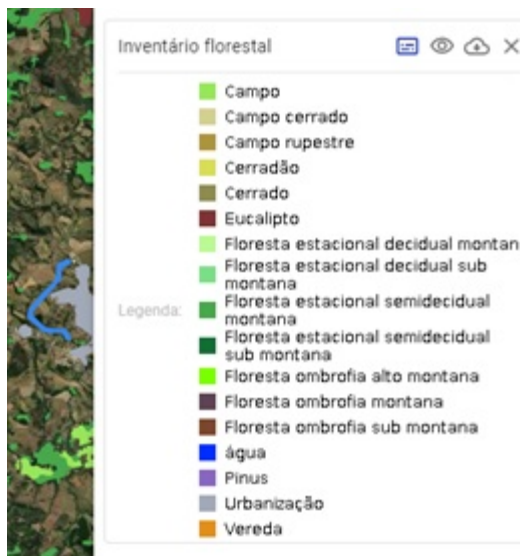 Inventário florestal
Campo
Campo cerrado
Campo rupestre
Cerradão
Cerrado
Eucalipto
Floresta estacional decidual montan
Floresta estacional decidual sub
montana
Legenda:
Floresta estacional semidecidual
montana
Floresta estacional semidecidual
sub montana
Floresta ombrofia alto montana
Floresta ombrofia montana
Floresta ombrofia sub montana
água
Pinus
Urbanização
Vereda